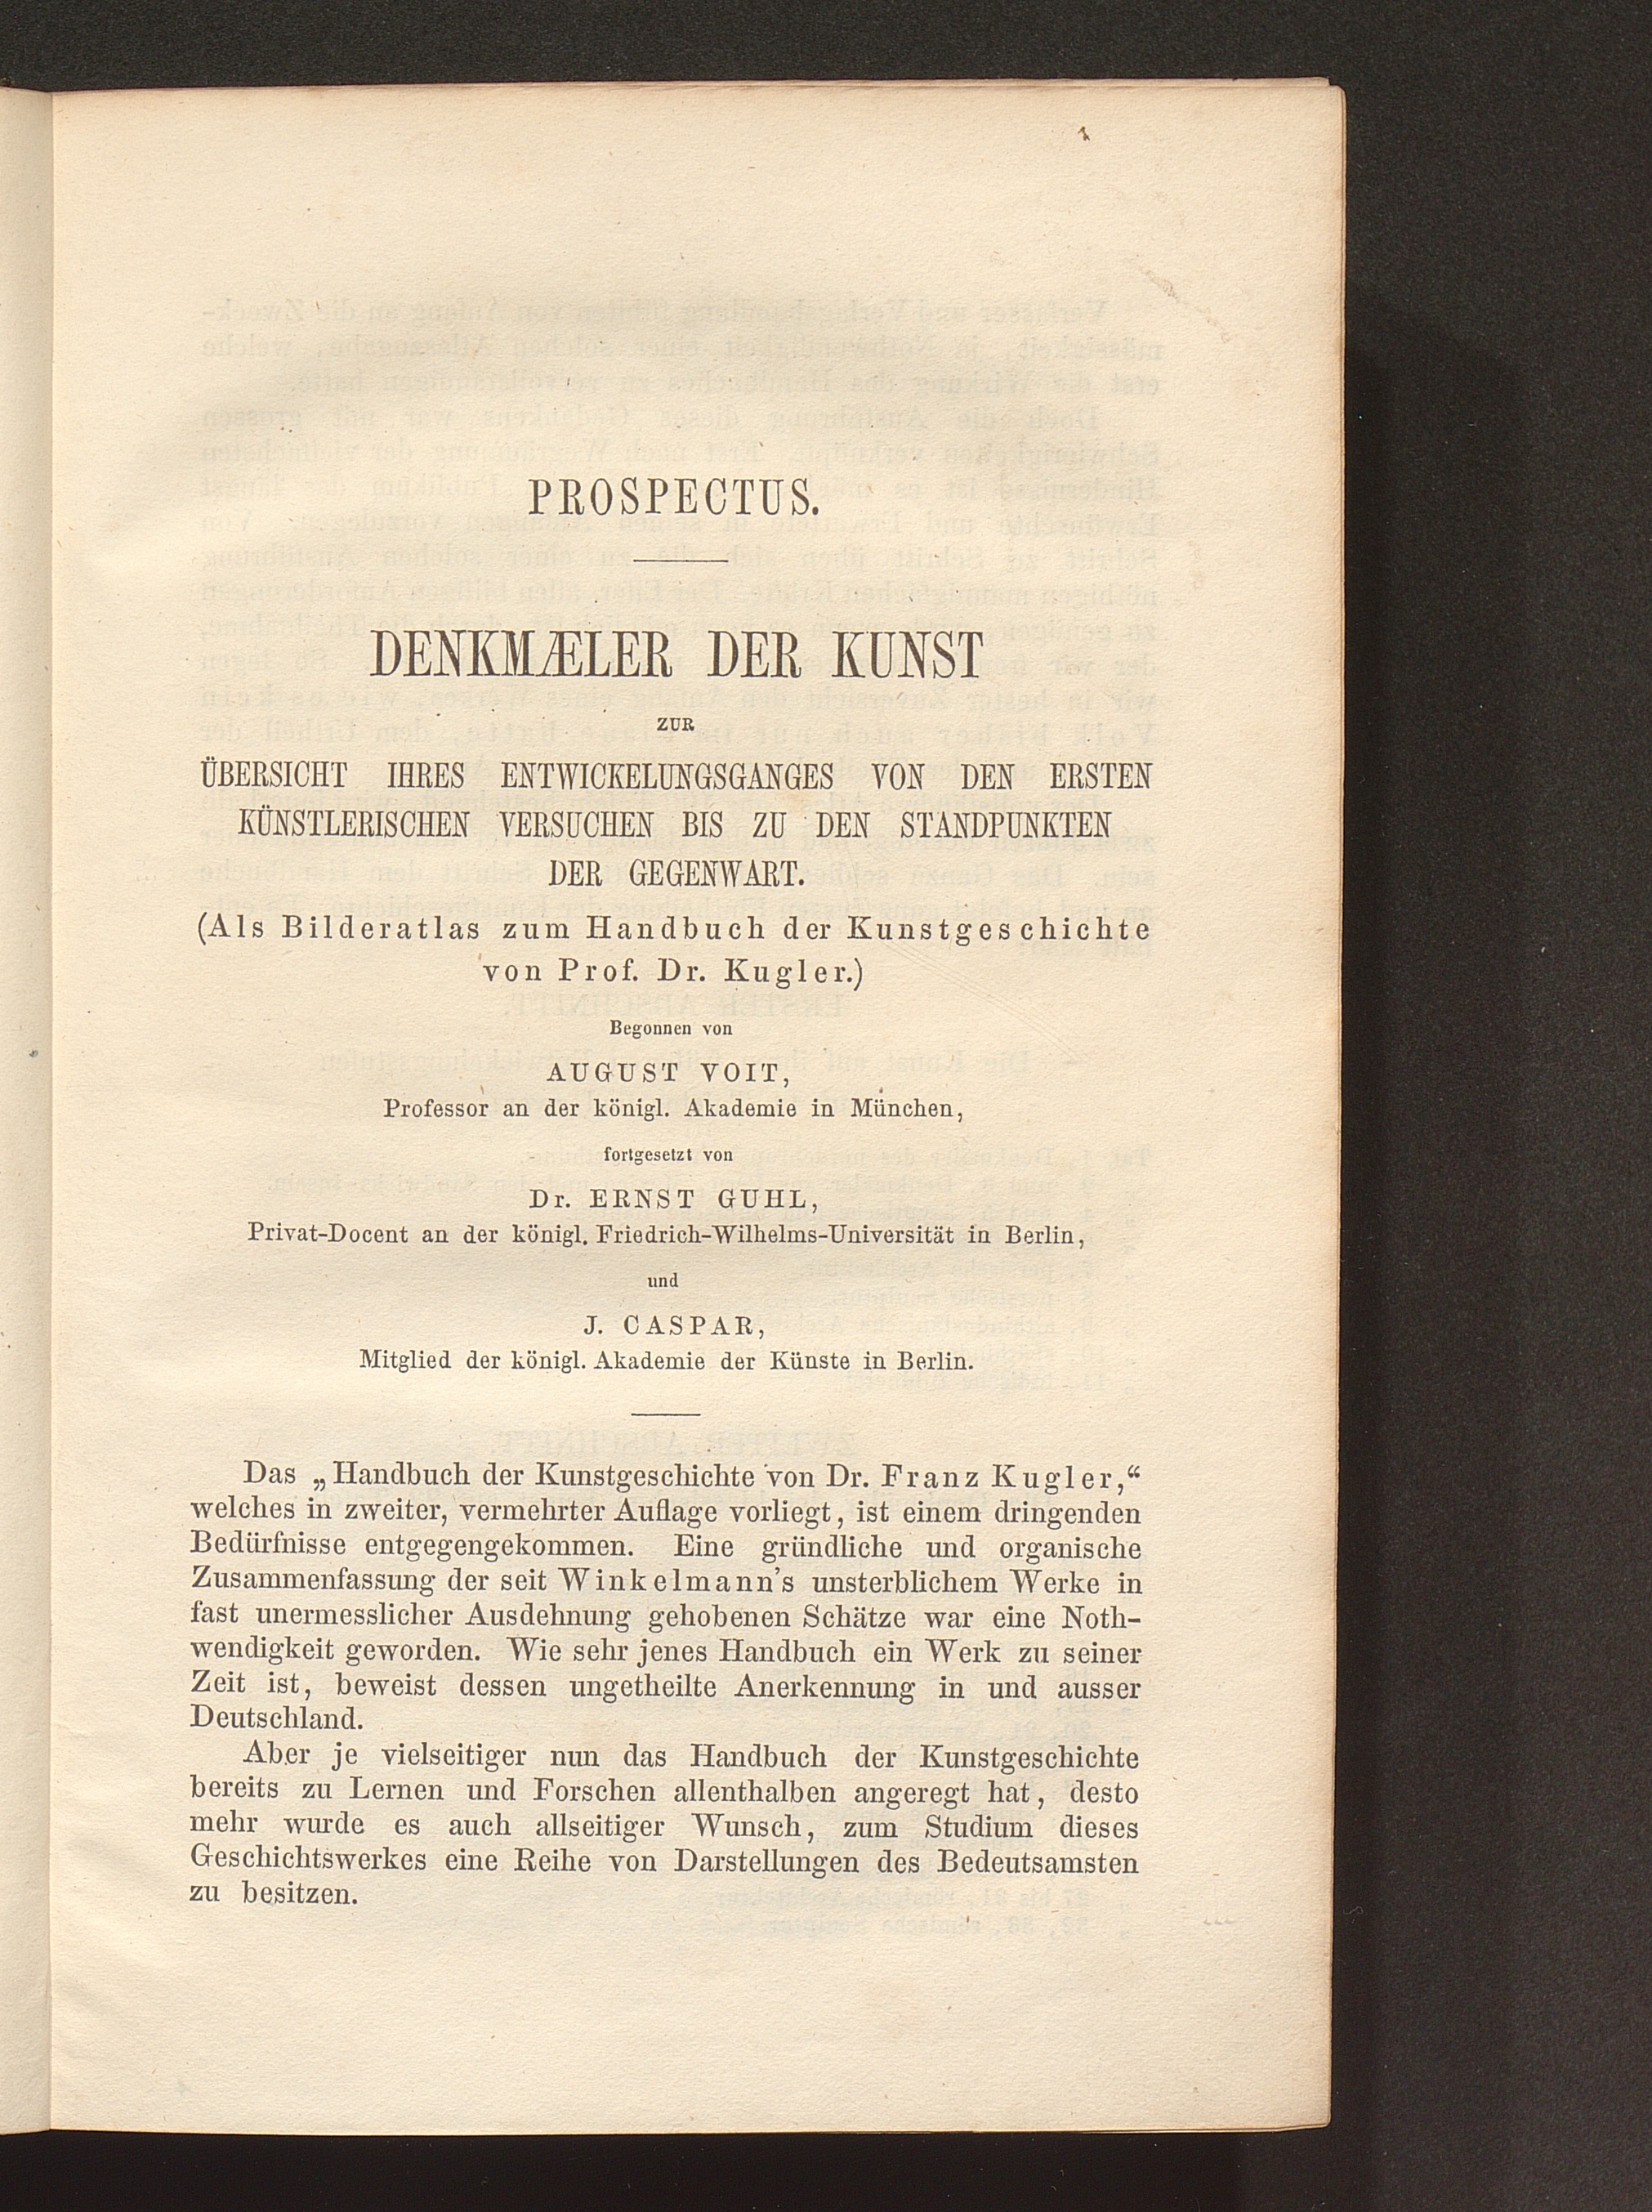 PROSPECTUS.
DENKMÆLER DER KUNST
ZUR
ÜBERSICHT IHRES ENTWICKELUNGSGANGES VON DEN ERSTEN
KÜNSTLERISCHEN VERSUCHEN BIS ZU DEN STANDPUNKTEN
DER GEGENWART.
(Als Bilderatlas zum Handbuch der Kunstgeschichte
von Prof. Dr. Kugler.)
Begonnen von
AUGUST VOIT,
Professor an der königl. Akademie in München,
fortgesetzt von
Dr. ERNST GUHL,
Privat-Docent an der königl. Friedrich-Wilhelms-Universität in Berlin,
und
J. CASPAR,
Mitglied der königl. Akademie der Künste in Berlin.
Das „Handbuch der Kunstgeschichte von Dr. Franz Kugler,“
welches in zweiter, vermehrter Auflage vorliegt, ist einem dringenden
Bedürfnisse entgegengekommen. Eine gründliche und organische
Zusammenfassung der seit Winkelmann's unsterblichem Werke in
fast unermesslicher Ausdehnung gehobenen Schätze war eine Noth-
wendigkeit geworden. Wie sehr jenes Handbuch ein Werk zu seiner
Zeit ist, beweist dessen ungetheilte Anerkennung in und ausser
Deutschland.
Aber je vielseitiger nun das Handbuch der Kunstgeschichte
bereits zu Lernen und Forschen allenthalben angeregt hat, desto
mehr wurde es auch allseitiger Wunsch, zum Studium dieses
Geschichtswerkes eine Reihe von Darstellungen des Bedeutsamsten
zu besitzen.